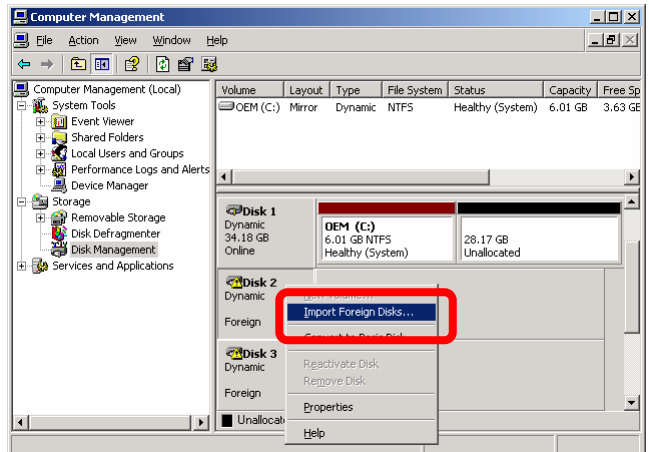 Computer Management
File Action View Window Help
Computer Management (Local)
System Tools
Event Viewer
Shared Folders
Local Users and Groups
Performance Logs and Alerts
Device Manager
Storage
Removable Storage
Disk Defragmenter
Disk Management
Services and Applications
Volume Layout Type File System Status Capacity Free Sp
OEM (C:) Mirror Dynamic NTFS Healthy (System) 6.01 GB 3.63 GE
Disk 1
Dynamic
34.18 GB
Online
OEM (C:)
6.01 GB NTFS
Healthy (System)
28.17 GB
Unallocated
Disk 2
Dynamic
Foreign
Import Foreign Disks...
Convert to Basic Disk
Reactivate Disk
Remove Disk
Properties
Help
Disk 3
Dynamic
Foreign
Unallocat